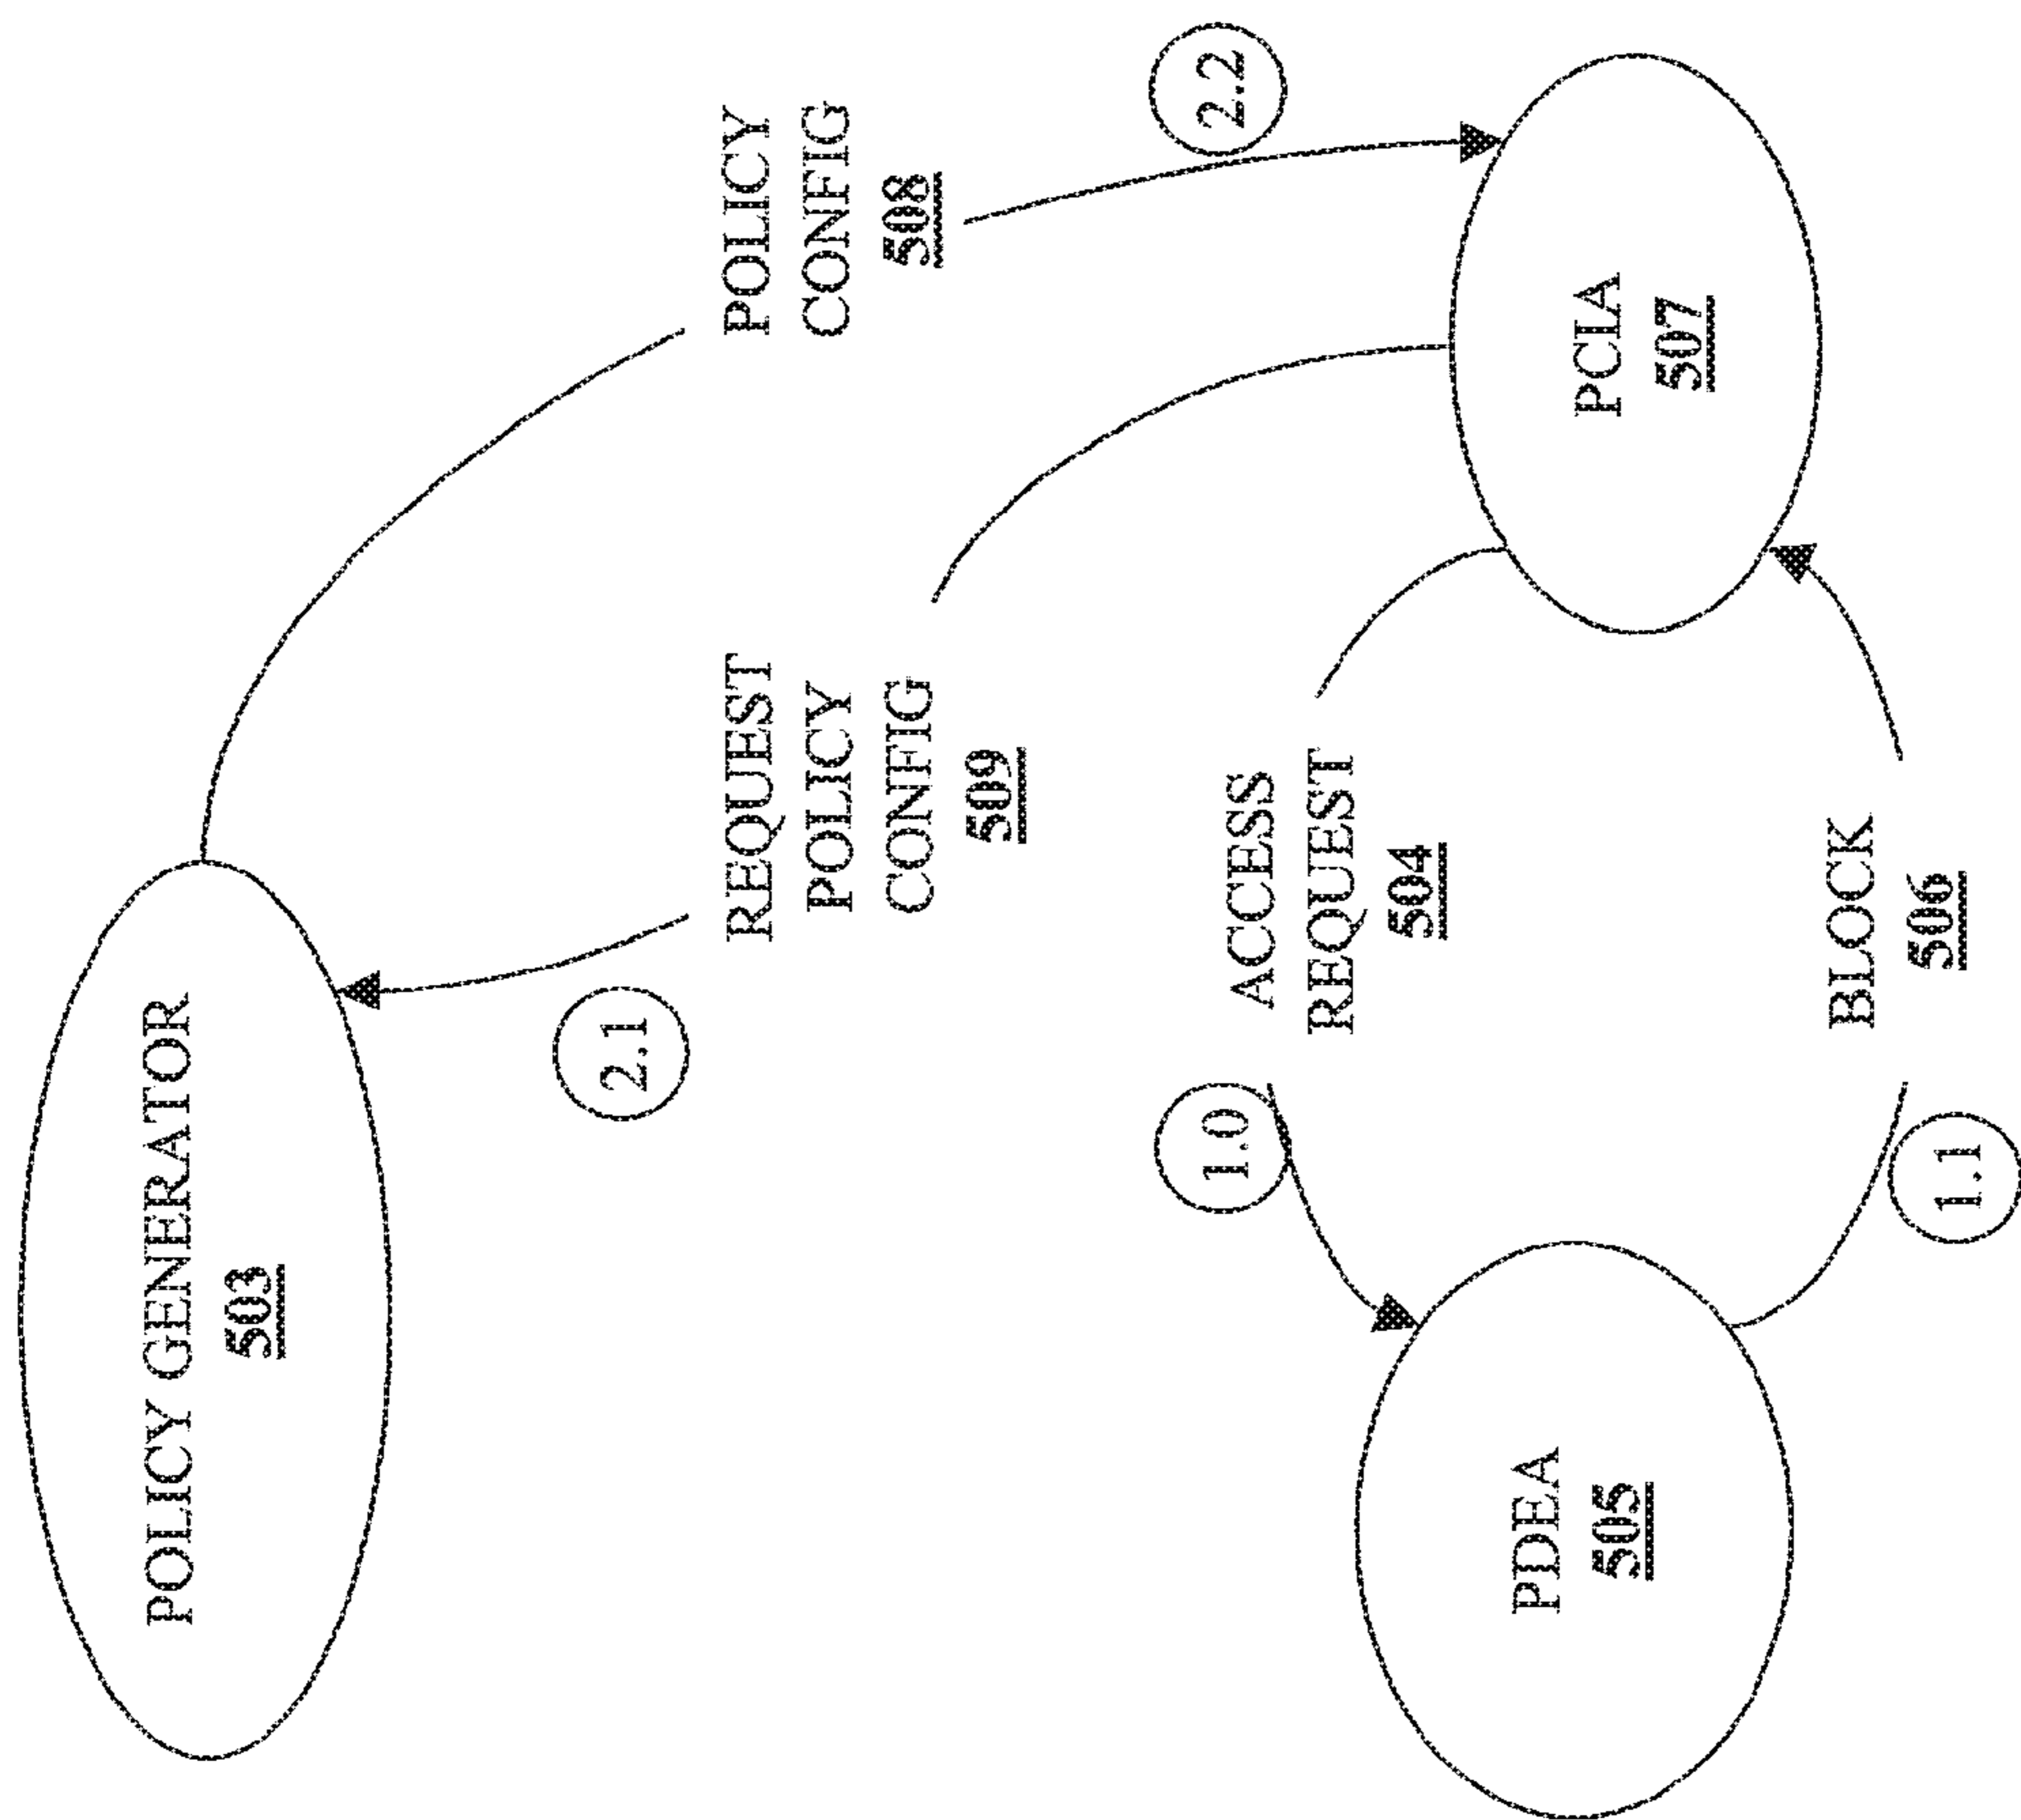 POLICY GENERATOR
503
2.1
REQUEST
POLICY
CONFIG
509
POLICY
CONFIG
508
2.2
1.0
ACCESS
REQUEST
504
PDEA
505
PCIA
507
BLOCK
506
1.1